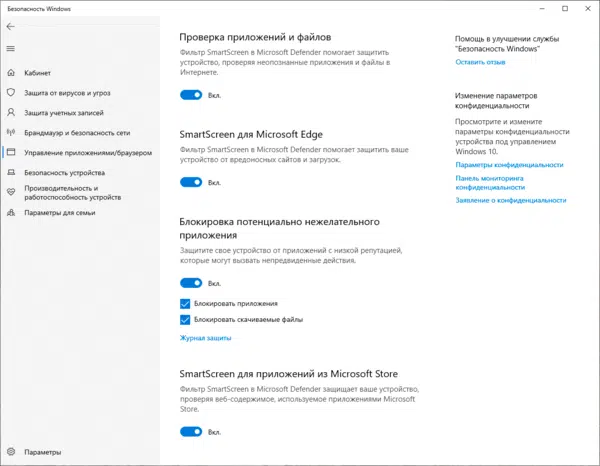 Безопасность Windows
Кабинет
Защита от вирусов и угроз
Защита учетных записей
Брандмауэр и безопасность сети
Управление приложениями/браузером
Безопасность устройства
Производительность и
работоспособность устройств
Параметры для семьи
Параметры
Проверка приложений и файлов
Фильтр SmartScreen в Microsoft Defender помогает защитить
устройство, проверяя неопознанные приложения и файлы в
Интернете.
Вкл.
SmartScreen для Microsoft Edge
Фильтр SmartScreen в Microsoft Defender помогает защитить ваше
устройство от вредоносных сайтов и загрузок.
Вкл.
Блокировка потенциально нежелательного
приложения
Защитите свое устройство от приложений с низкой репутацией,
которые могут вызвать непредвиденные действия.
Вкл.
Блокировать приложения
Блокировать скачиваемые файлы
Журнал защиты
SmartScreen для приложений из Microsoft Store
Фильтр SmartScreen в Microsoft Defender защищает ваше устройство,
проверяя веб-содержимое, используемое приложениями Microsoft
Store.
Вкл.
Помощь в улучшении службы
"Безопасность Windows"
Оставить отзыв
Изменение параметров
конфиденциальности
Просмотрите и измените
параметры конфиденциальности
устройства под управлением
Windows 10.
Параметры конфиденциальности
Панель мониторинга
конфиденциальности
Заявление о конфиденциальности